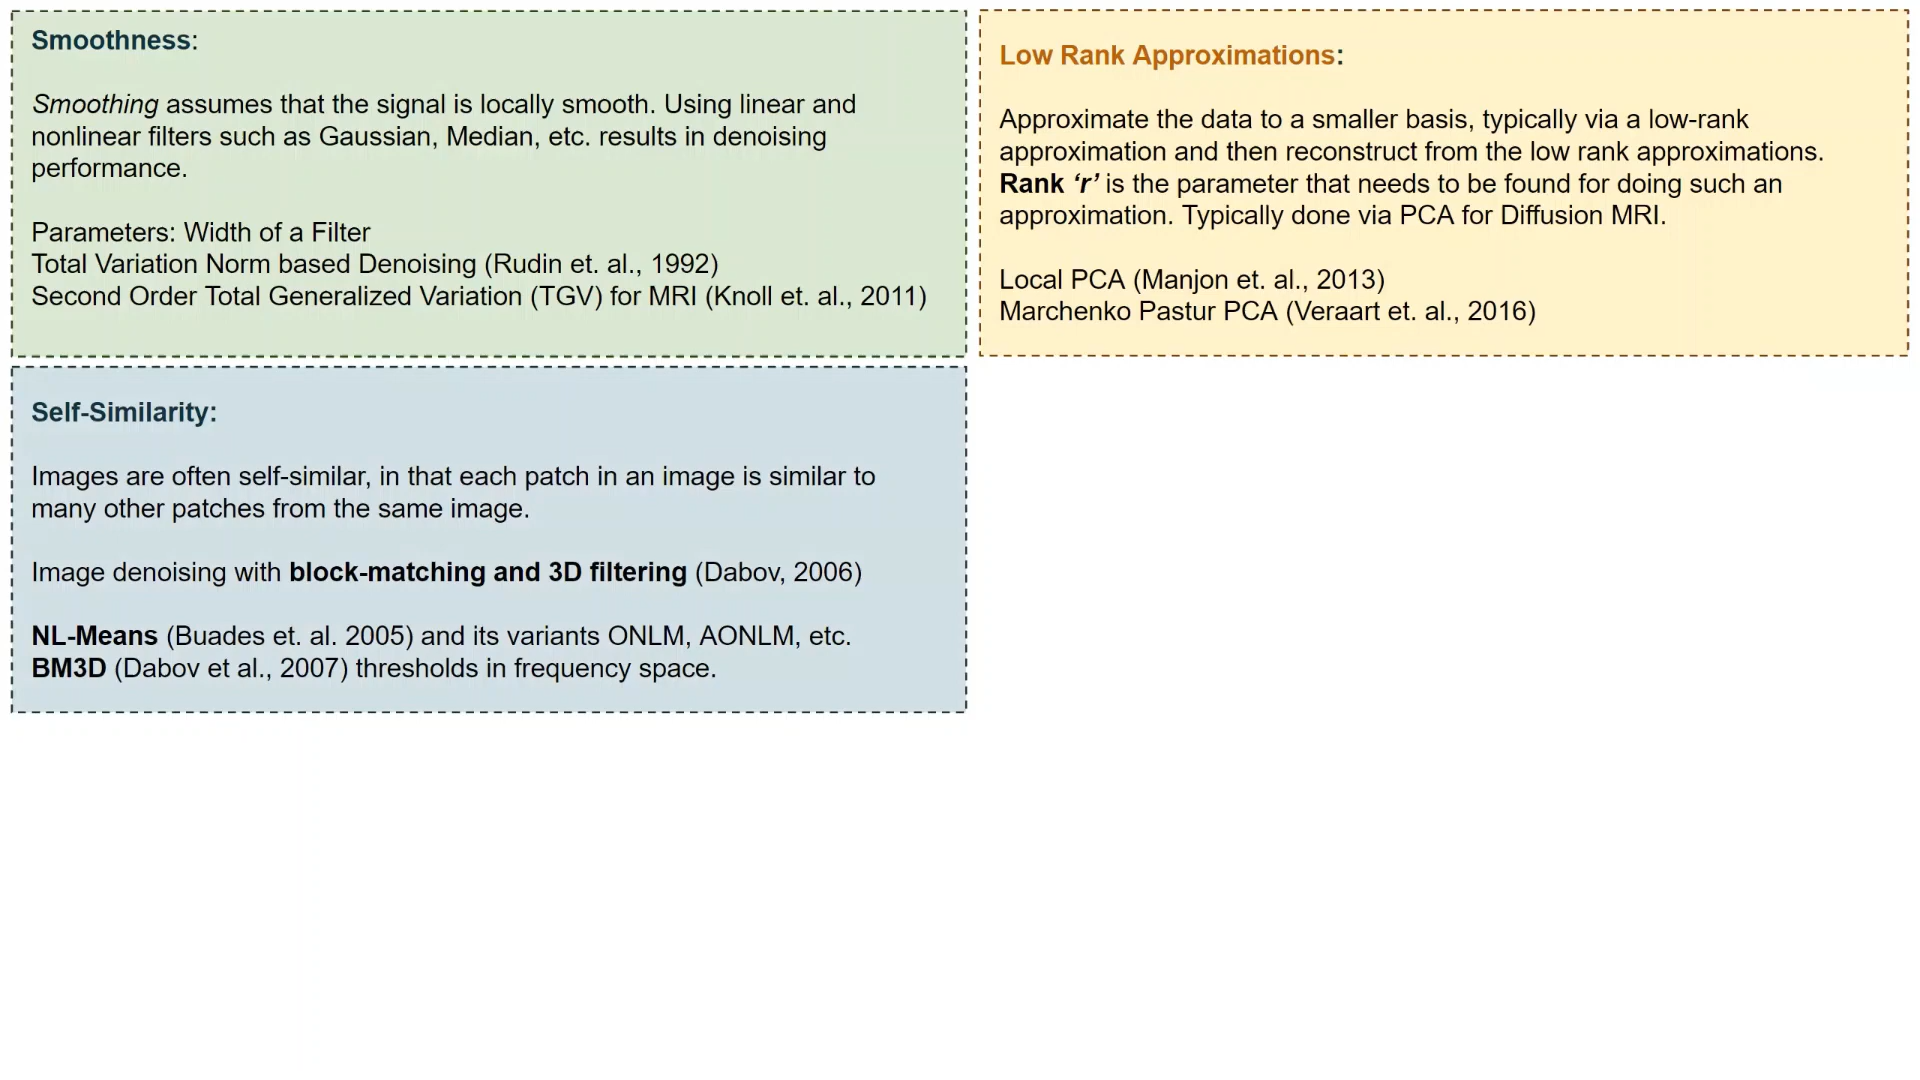 Smoothness:
Smoothing assumes that the signal is locally smooth. Using linear and
nonlinear filters such as Gaussian, Median, etc. results in denoising
performance.
Parameters: Width of a Filter
Total Variation Norm based Denoising (Rudin et. al., 1992)
Second Order Total Generalized Variation (TGV) for MRI (Knoll et. al., 2011)
Low Rank Approximations:
Approximate the data to a smaller basis, typically via a low-rank
approximation and then reconstruct from the low rank approximations.
Rank ‘r’ is the parameter that needs to be found for doing such an
approximation. Typically done via PCA for Diffusion MRI.
Local PCA (Manjon et. al., 2013)
Marchenko Pastur PCA (Veraart et. al., 2016)
Self-Similarity:
Images are often self-similar, in that each patch in an image is similar to
many other patches from the same image.
Image denoising with block-matching and 3D filtering (Dabov, 2006)
NL-Means (Buades et. al. 2005) and its variants ONLM, AONLM, etc.
BM3D (Dabov et al., 2007) thresholds in frequency space.